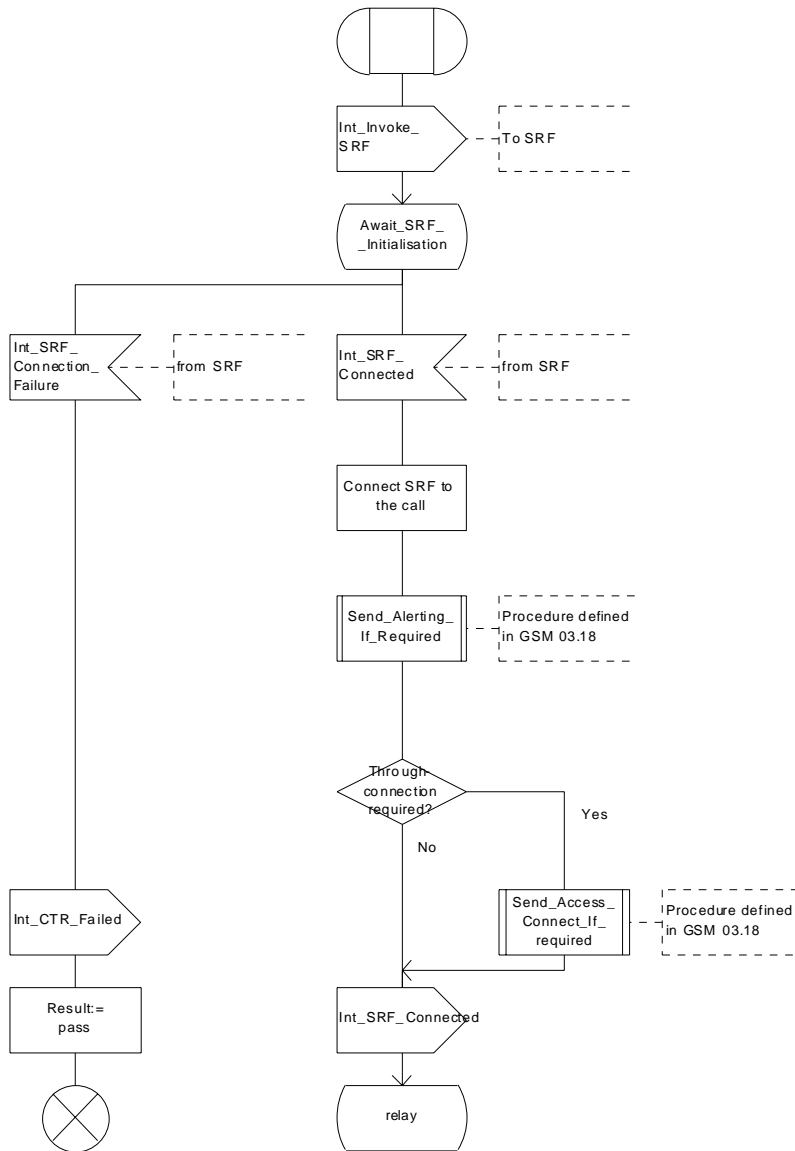 Int_Invoke_
SRF
To SRF
Await_SRF_
_Initialisation
Int_SRF_
Connection_
Failure
from SRF
Int_SRF_
Connected
from SRF
Connect SRF to
the call
Send_Alerting_
If_Required
Procedure defined
in GSM 03.18
Through-
connection
required?
Yes
No
Int_CTR_Failed
Send_Access_
Connect_If_
required
Procedure defined
in GSM 03.18
Result:=
pass
Int_SRF_Connected
relay